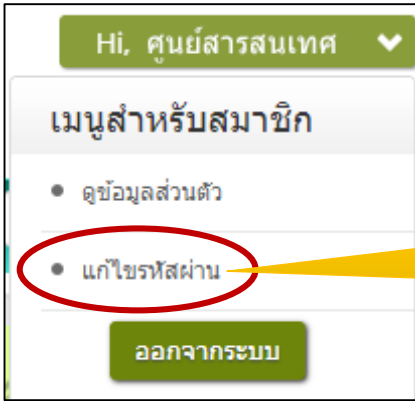 Hi, ศูนย์สารสนเทศ
เมนูสำหรับสมาชิก
ดูข้อมูลส่วนตัว
แก้ไขรหัสผ่าน
ออกจากระบบ